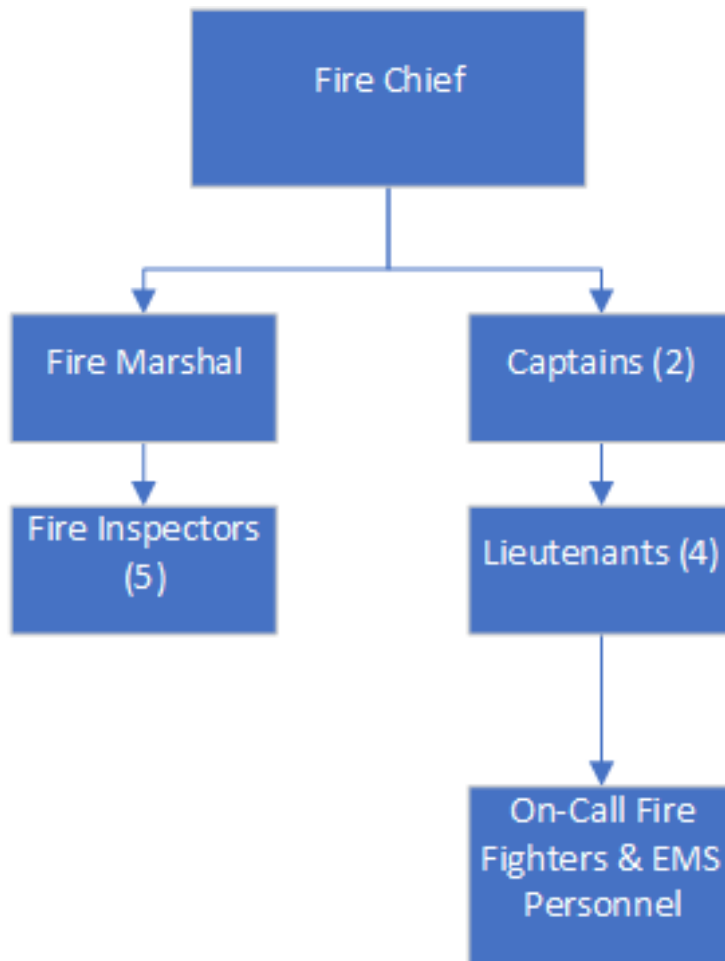 Fire Chief
Fire Marshal
Captains (2)
Fire Inspectors
(5)
Lieutenants (4)
On-Call Fire
Fighters & EMS
Personnel